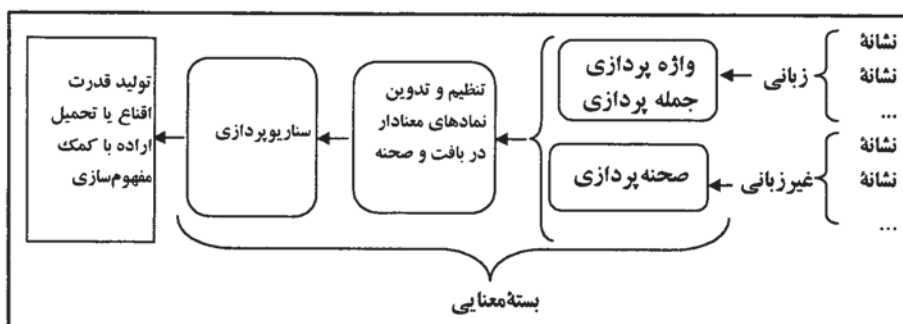 نشانهٔ
نشانهٔ
...
زبانی
واژه پردازی
جمله پردازی
نشانهٔ
نشانهٔ
...
غیرزبانی
صحنه‌پردازی
تنظیم و تدوین
نمادهای معنادار
در بافت و صحنه
سناریوپردازی
تولید قدرت
اقناع یا تحمیل
اراده با کمک
مفهوم‌سازی
بستهٔ معنایی